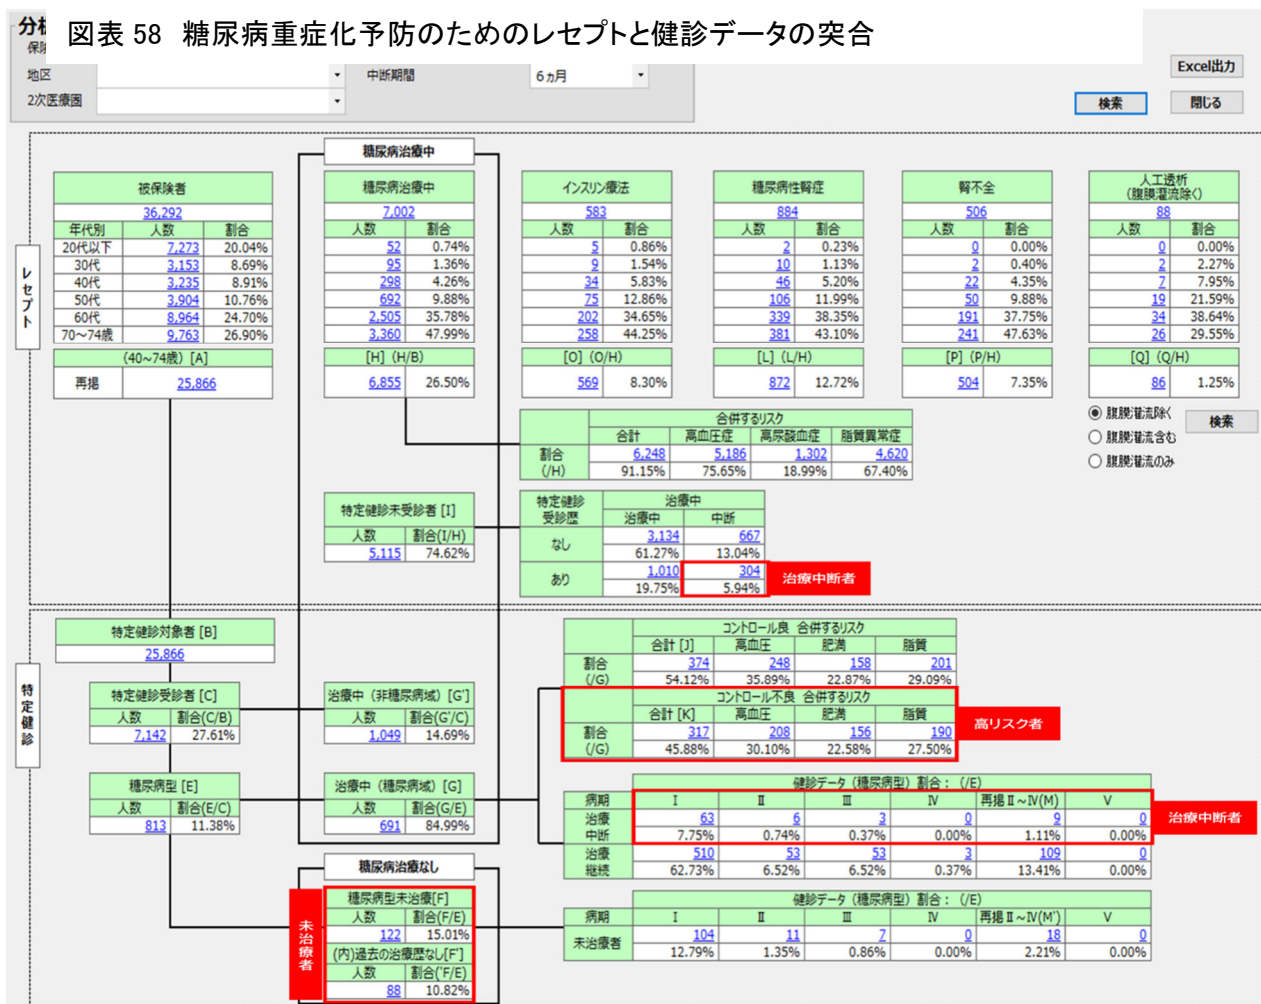 図表 58 糖尿病重症化予防のためのレセプトと健診データの突合
地区 中断期間 6ヵ月
2次医療圏
Excel出力
検索 閉じる
レセプト
糖尿病治療中
被保険者
36,292
年代別 人数 割合
20代以下 7,273 20.04%
30代 3,153 8.69%
40代 3,235 8.91%
50代 3,904 10.76%
60代 8,964 24.70%
70～74歳 9,763 26.90%
(40～74歳) [A]
再掲 25,866
糖尿病治療中
7,002
人数 割合
52 0.74%
95 1.36%
298 4.26%
692 9.88%
2,505 35.78%
3,360 47.99%
[H] (H/B)
6,855 26.50%
インスリン療法
583
人数 割合
5 0.86%
9 1.54%
34 5.83%
75 12.86%
202 34.65%
258 44.25%
[O] (O/H)
569 8.30%
糖尿病性腎症
884
人数 割合
2 0.23%
10 1.13%
46 5.20%
106 11.99%
339 38.35%
381 43.10%
[L] (L/H)
872 12.72%
腎不全
506
人数 割合
0 0.00%
2 0.40%
22 4.35%
50 9.88%
191 37.75%
241 47.63%
[P] (P/H)
504 7.35%
人工透析
(腹膜灌流除く)
88
人数 割合
0 0.00%
2 2.27%
7 7.95%
19 21.59%
34 38.64%
26 29.55%
[Q] (Q/H)
86 1.25%
腹膜灌流除く 検索
腹膜灌流含む
腹膜灌流のみ
合併するリスク
合計 高血圧症 高尿酸血症 脂質異常症
割合 6,248 5,186 1,302 4,620
(/H) 91.15% 75.65% 18.99% 67.40%
特定健診未受診者 [I]
人数 割合(I/H)
5,115 74.62%
特定健診 治療中
受診歴 治療中 中断
なし 3,134 667
61.27% 13.04%
あり 1,010 304
19.75% 5.94%
治療中断者
特定健診
特定健診対象者 [B]
25,866
特定健診受診者 [C]
人数 割合(C/B)
7,142 27.61%
治療中（非糖尿病域）[G']
人数 割合(G'/C)
1,049 14.69%
糖尿病型 [E]
人数 割合(E/C)
813 11.38%
治療中（糖尿病域）[G]
人数 割合(G/E)
691 84.99%
コントロール良 合併するリスク
合計 [J] 高血圧 肥満 脂質
割合 374 248 158 201
(/G) 54.12% 35.89% 22.87% 29.09%
コントロール不良 合併するリスク
合計 [K] 高血圧 肥満 脂質
割合 317 208 156 190
(/G) 45.88% 30.10% 22.58% 27.50%
高リスク者
健診データ（糖尿病型）割合： (/E)
病期 Ⅰ Ⅱ Ⅲ Ⅳ 再掲Ⅱ～Ⅳ(M) Ⅴ
治療 63 6 3 0 9 0
中断 7.75% 0.74% 0.37% 0.00% 1.11% 0.00%
治療 510 53 53 3 109 0
継続 62.73% 6.52% 6.52% 0.37% 13.41% 0.00%
治療中断者
糖尿病治療なし
未治療者
糖尿病型未治療[F]
人数 割合(F/E)
122 15.01%
(内)過去の治療歴なし[F']
人数 割合('F/E)
88 10.82%
健診データ（糖尿病型）割合： (/E)
病期 Ⅰ Ⅱ Ⅲ Ⅳ 再掲Ⅱ～Ⅳ(M') Ⅴ
未治療者 104 11 7 0 18 0
12.79% 1.35% 0.86% 0.00% 2.21% 0.00%